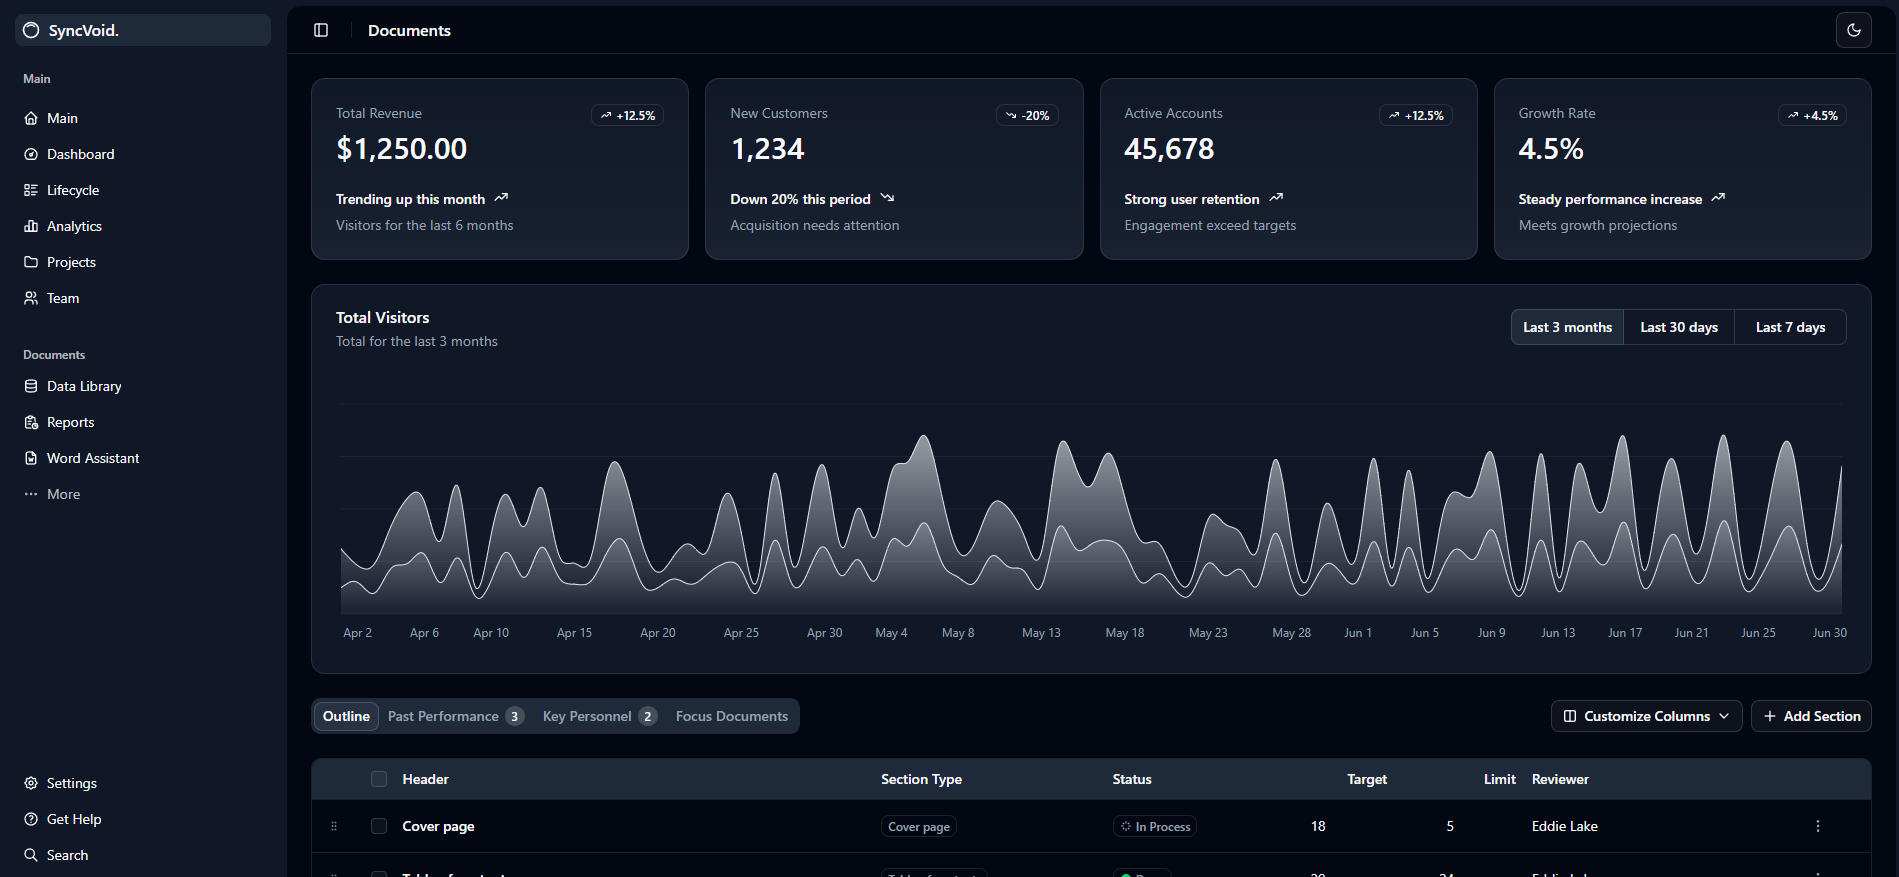 SyncVoid.
Main
Main
Dashboard
Lifecycle
Analytics
Projects
Team
Documents
Data Library
Reports
Word Assistant
More
Settings
Get Help
Search
Documents
Total Revenue
+12.5%
$1,250.00
Trending up this month
Visitors for the last 6 months
New Customers
-20%
1,234
Down 20% this period
Acquisition needs attention
Active Accounts
+12.5%
45,678
Strong user retention
Engagement exceed targets
Growth Rate
+4.5%
4.5%
Steady performance increase
Meets growth projections
Total Visitors
Total for the last 3 months
Last 3 months Last 30 days Last 7 days
Apr 2 Apr 6 Apr 10 Apr 15 Apr 20 Apr 25 Apr 30 May 4 May 8 May 13 May 18 May 23 May 28 Jun 1 Jun 5 Jun 9 Jun 13 Jun 17 Jun 21 Jun 25 Jun 30
Outline Past Performance 3 Key Personnel 2 Focus Documents
Customize Columns Add Section
Header Section Type Status Target Limit Reviewer
Cover page Cover page In Process 18 5 Eddie Lake